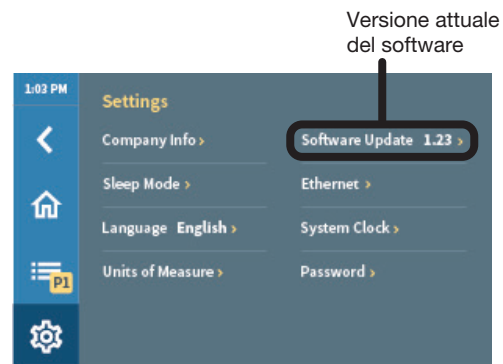 Versione attuale
del software
1:03 PM
Settings
Company Info >
Software Update 1.23 >
Sleep Mode >
Ethernet >
Language English >
System Clock >
Units of Measure >
Password >
P1